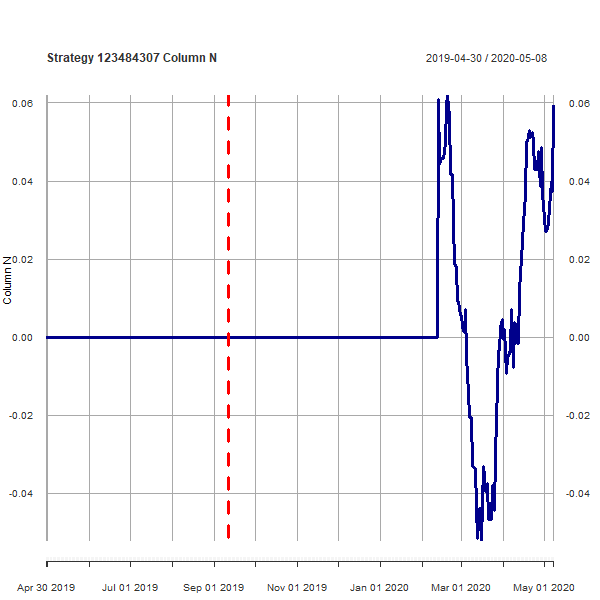 Strategy 123484307 Column N
2019-04-30 / 2020-05-08
0.06
0.06
0.04
0.04
0.02
0.02
Column N
0.00
0.00
-0.02
-0.02
-0.04
-0.04
Apr 30 2019
Jul 01 2019
Sep 01 2019
Nov 01 2019
Jan 01 2020
Mar 01 2020
May 01 2020